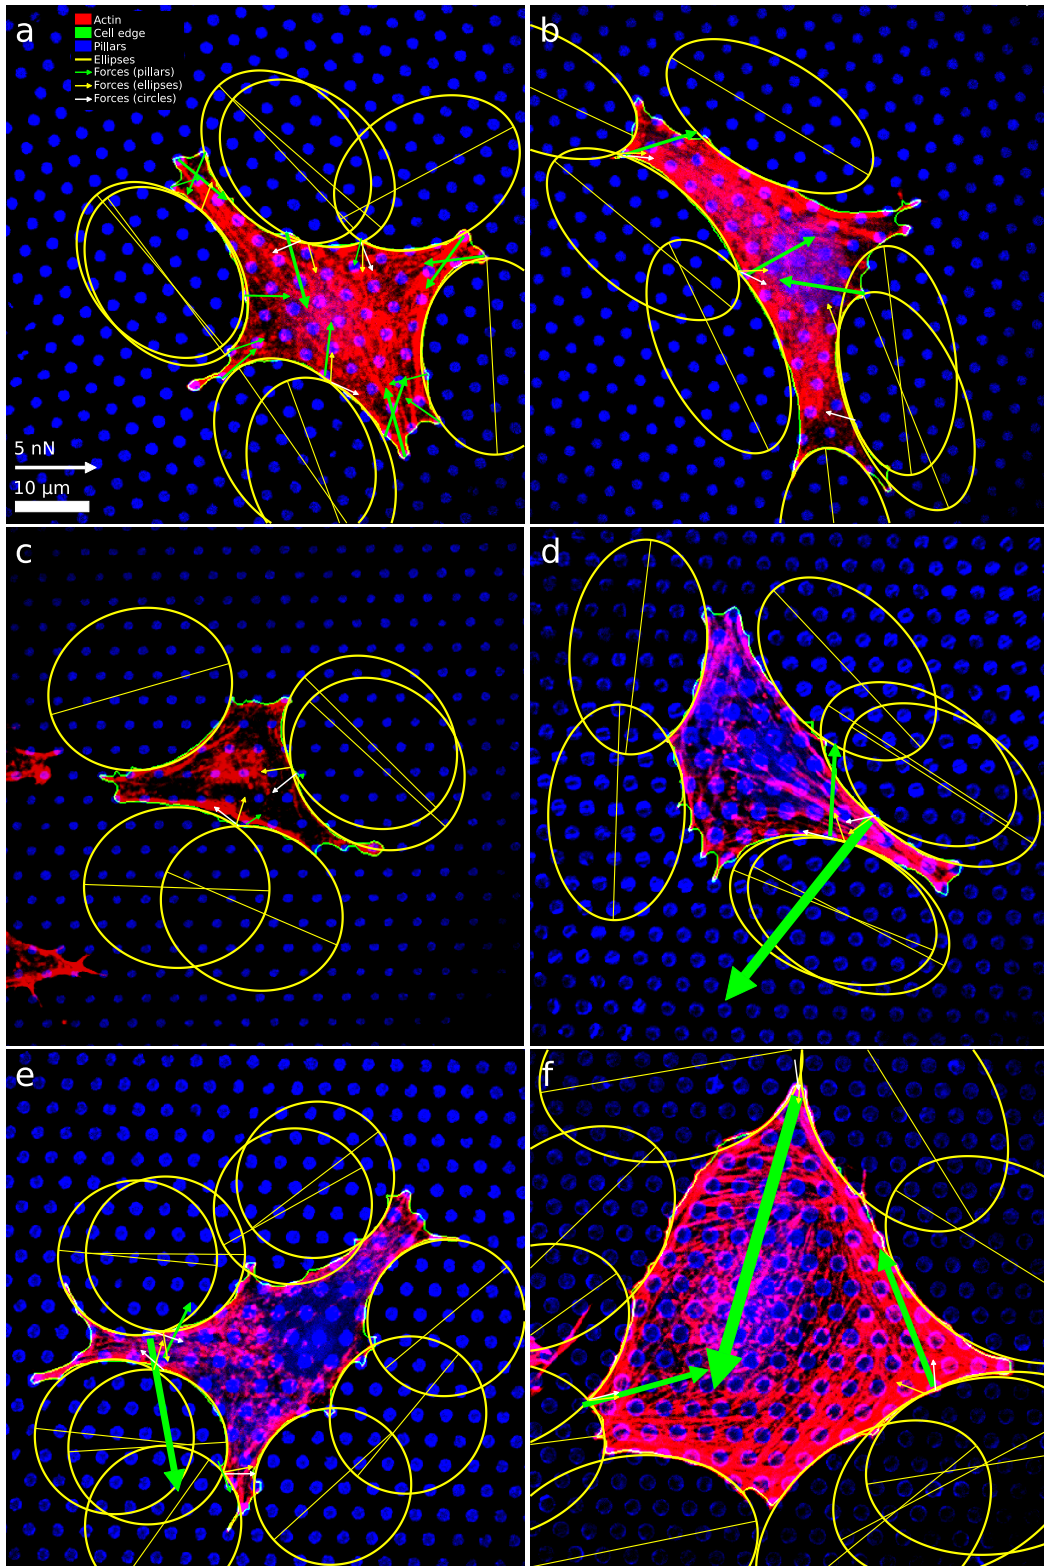 a
Actin
Cell edge
Pillars
Ellipses
Forces (pillars)
Forces (ellipses)
Forces (circles)
5 nN
10 μm
b
c
d
e
f